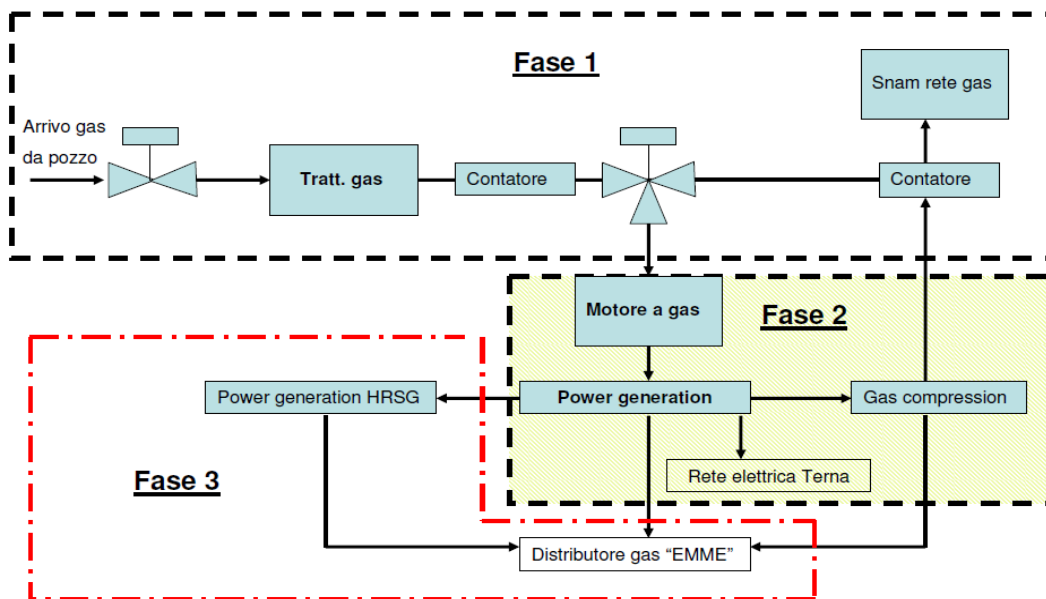 Fase 1
Snam rete gas
Arrivo gas
da pozzo
Tratt. gas
Contatore
Contatore
Motore a gas
Fase 2
Power generation HRSG
Power generation
Gas compression
Fase 3
Rete elettrica Terna
Distributore gas “EMME”